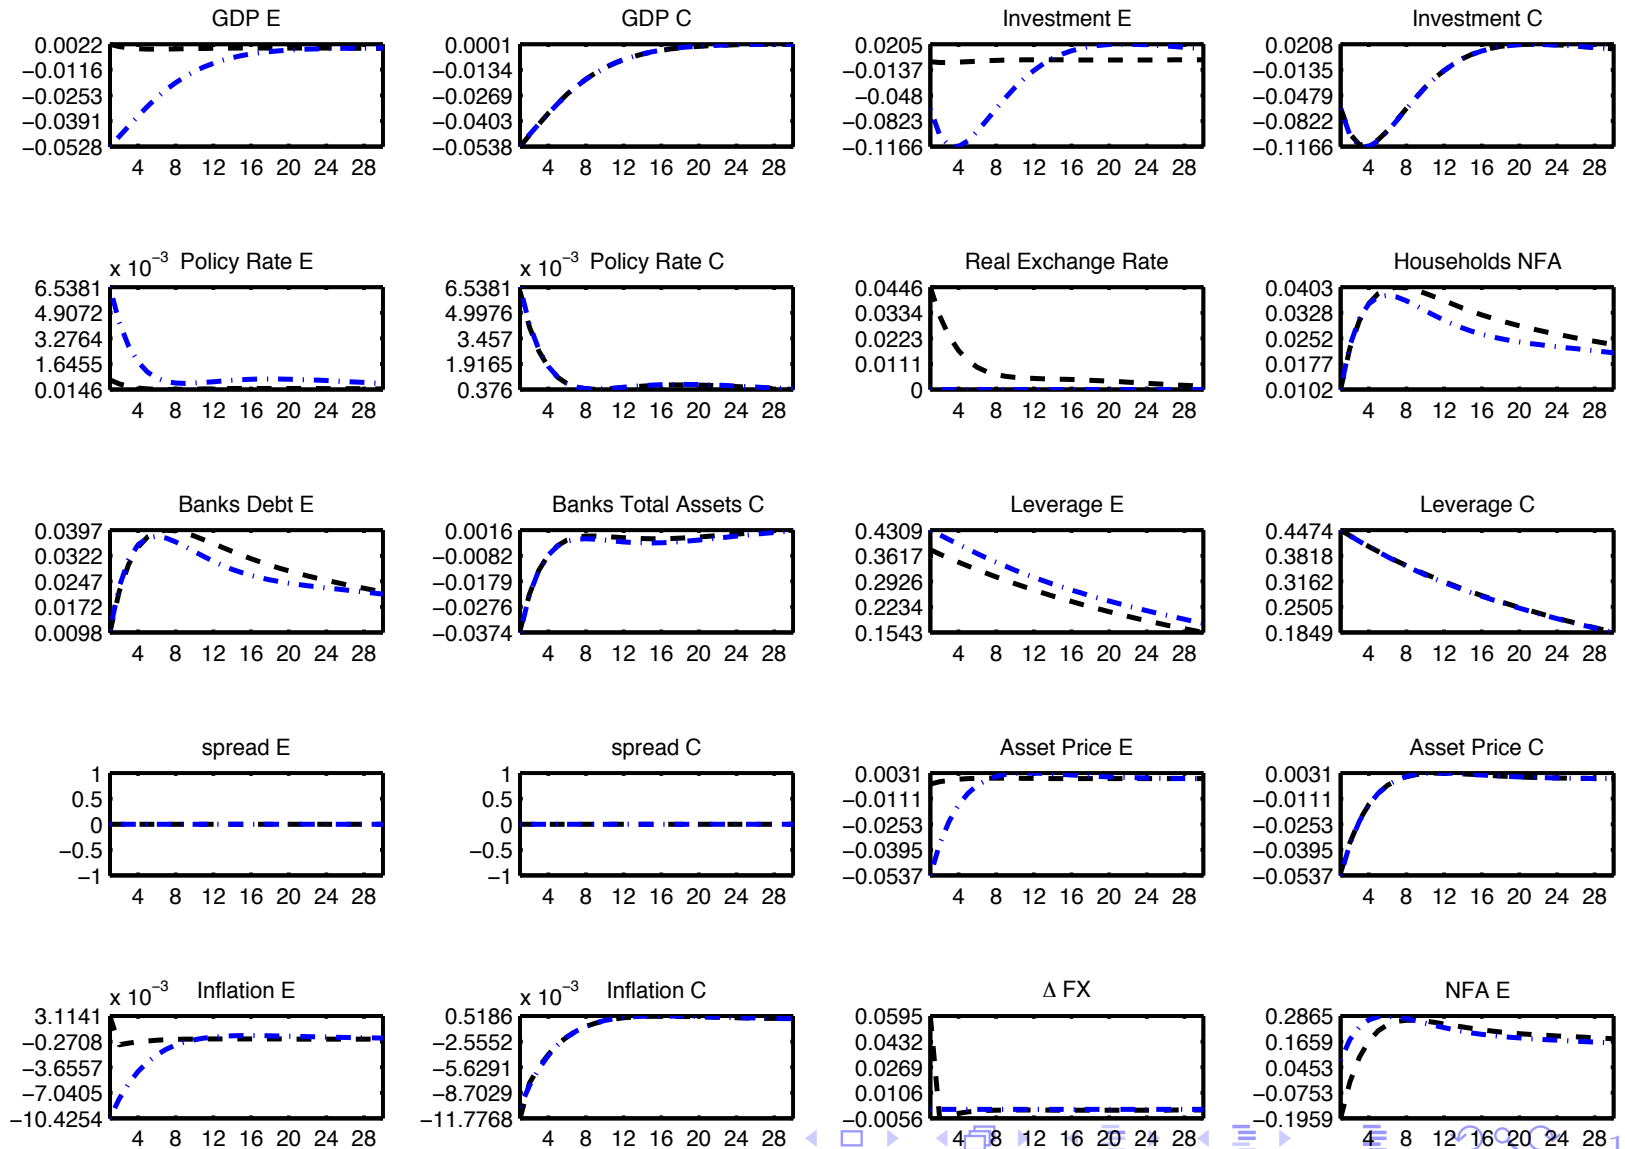 GDP E GDP C Investment E Investment C
0.0022 0.0001 0.0205 0.0208
−0.0116 −0.0134 −0.0137 −0.0135
−0.0253 −0.0269 −0.048 −0.0479
−0.0391 −0.0403 −0.0823 −0.0822
−0.0528 −0.0538 −0.1166 −0.1166
4 8 12 16 20 24 28 4 8 12 16 20 24 28 4 8 12 16 20 24 28 4 8 12 16 20 24 28
x 10−3 Policy Rate E x 10−3 Policy Rate C Real Exchange Rate Households NFA
6.5381 6.5381 0.0446 0.0403
4.9072 4.9976 0.0334 0.0328
3.2764 3.457 0.0223 0.0252
1.6455 1.9165 0.0111 0.0177
0.0146 0.376 0 0.0102
4 8 12 16 20 24 28 4 8 12 16 20 24 28 4 8 12 16 20 24 28 4 8 12 16 20 24 28
Banks Debt E Banks Total Assets C Leverage E Leverage C
0.0397 0.0016 0.4309 0.4474
0.0322 −0.0082 0.3617 0.3818
0.0247 −0.0179 0.2926 0.3162
0.0172 −0.0276 0.2234 0.2505
0.0098 −0.0374 0.1543 0.1849
4 8 12 16 20 24 28 4 8 12 16 20 24 28 4 8 12 16 20 24 28 4 8 12 16 20 24 28
spread E spread C Asset Price E Asset Price C
1 1 0.0031 0.0031
0.5 0.5 −0.0111 −0.0111
0 0 −0.0253 −0.0253
−0.5 −0.5 −0.0395 −0.0395
−1 −1 −0.0537 −0.0537
4 8 12 16 20 24 28 4 8 12 16 20 24 28 4 8 12 16 20 24 28 4 8 12 16 20 24 28
x 10−3 Inflation E x 10−3 Inflation C Δ FX NFA E
3.1141 0.5186 0.0595 0.2865
−0.2708 −2.5552 0.0432 0.1659
−3.6557 −5.6291 0.0269 0.0453
−7.0405 −8.7029 0.0106 −0.0753
−10.4254 −11.7768 −0.0056 −0.1959
4 8 12 16 20 24 28 4 8 12 16 20 24 28 4 8 12 16 20 24 28 4 8 12 16 20 24 28